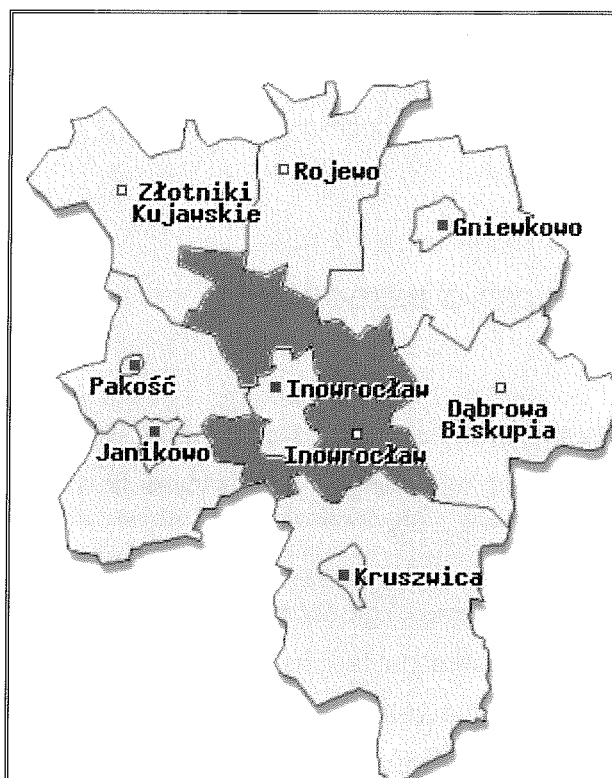 Rojewo
Złotniki
Kujawskie
Gniewkowo
Pakość
Inowrocław
Dąbrowa
Biskupia
Janikowo
Inowrocław
Kruszwica